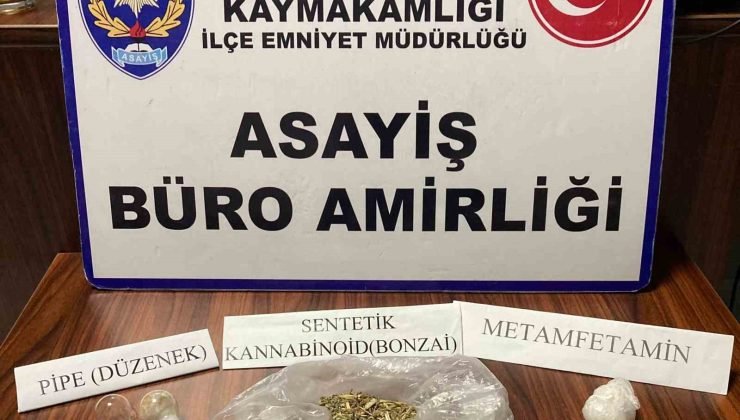 KAYMAKAMLIĞI
İLÇE EMNİYET MÜDÜRLÜĞÜ
ASAYİŞ
ASAYİŞ
BÜRO AMİRLİĞİ
PİPE (DÜZENEK)
SENTETİK
KANNABİNOİD(BONZAİ)
METAMFETAMİN